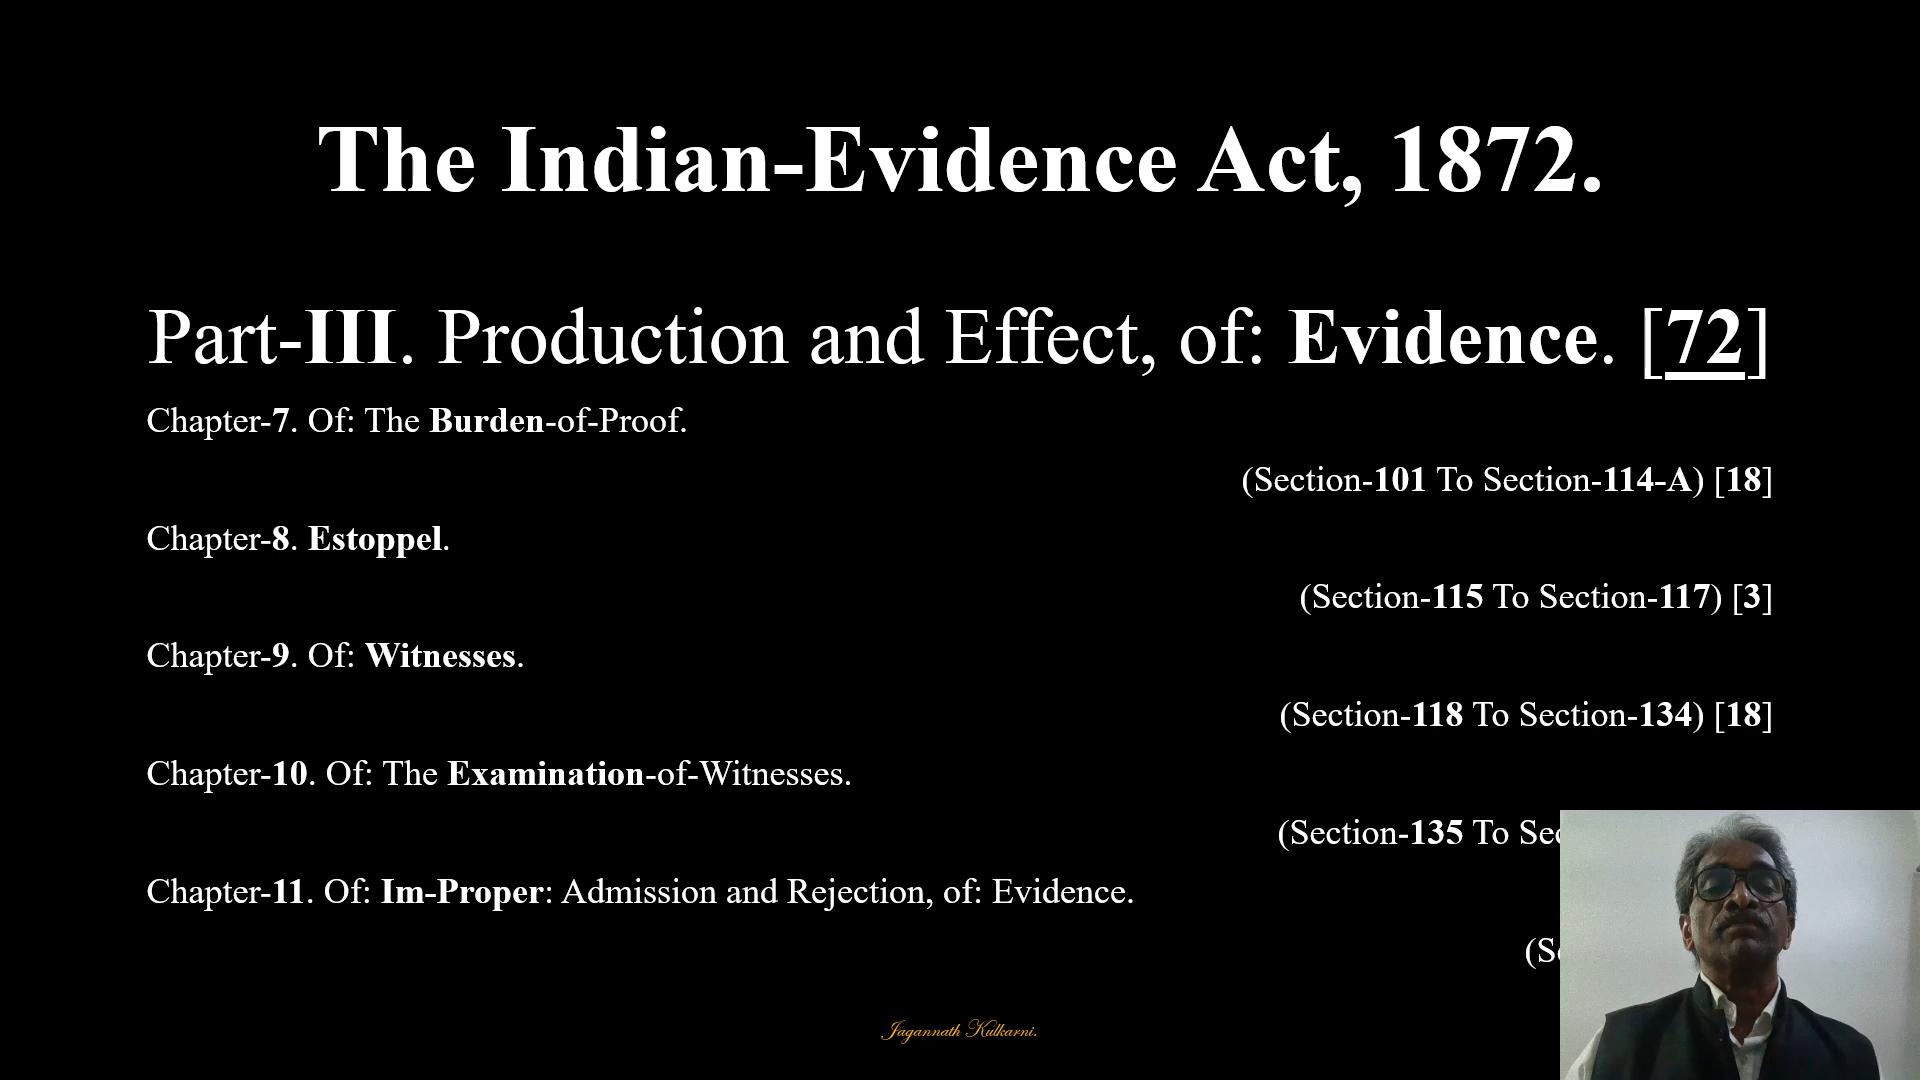 The Indian-Evidence Act, 1872.
Part-III. Production and Effect, of: Evidence. [72]
Chapter-7. Of: The Burden-of-Proof.
(Section-101 To Section-114-A) [18]
Chapter-8. Estoppel.
(Section-115 To Section-117) [3]
Chapter-9. Of: Witnesses.
(Section-118 To Section-134) [18]
Chapter-10. Of: The Examination-of-Witnesses.
(Section-135 To
Chapter-11. Of: Im-Proper: Admission and Rejection, of: Evidence.
Jagannath Kulkarni.